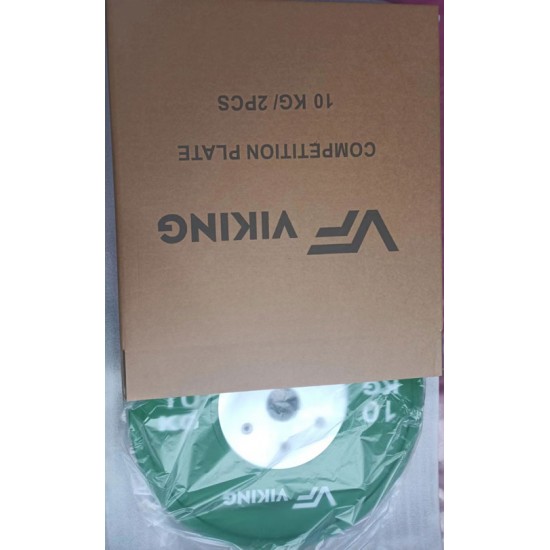 VF VIKING
COMPETITION PLATE
10 KG/ 2PCS
10
KG
VF VIKING